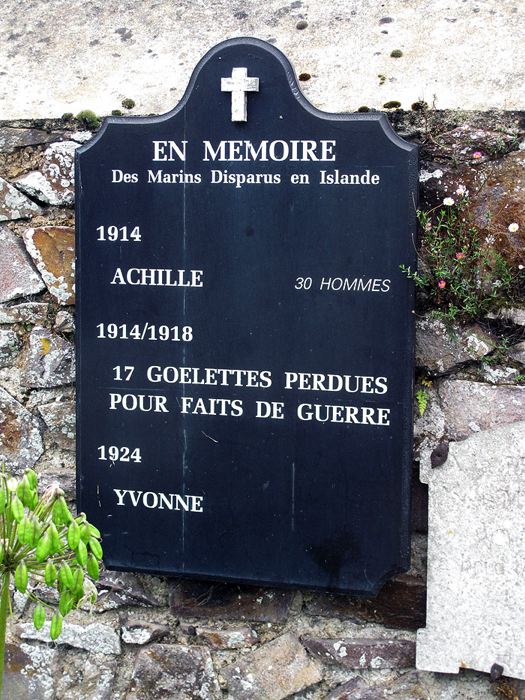 EN MEMOIRE
Des Marins Disparus en Islande
1914
ACHILLE 30 HOMMES
1914/1918
17 GOELETTES PERDUES
POUR FAITS DE GUERRE
1924
YVONNE